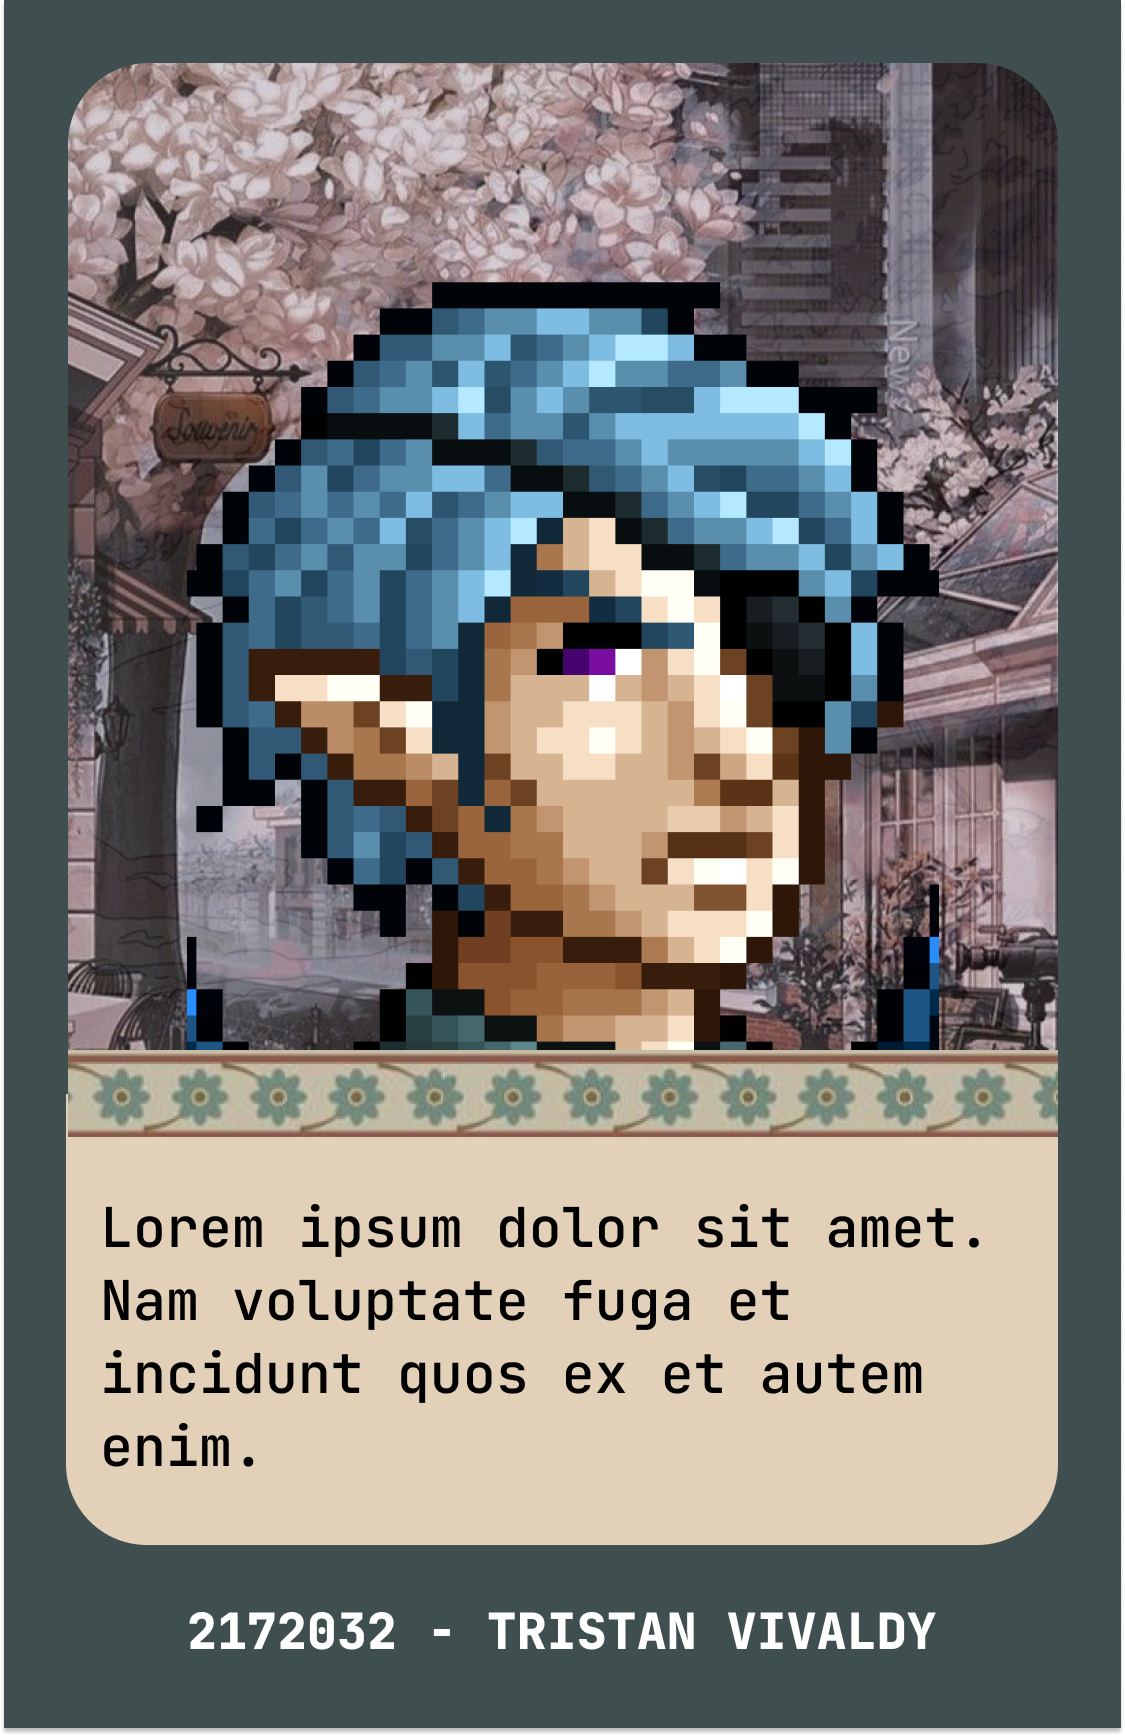 Souvenir
New
Lorem ipsum dolor sit amet.
Nam voluptate fuga et
incidunt quos ex et autem
enim.
2172032 - TRISTAN VIVALDY